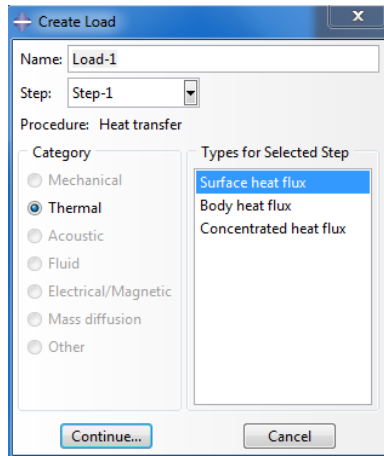 Create Load
x
Name: Load-1
Step: Step-1
Procedure: Heat transfer
Category
Mechanical
Thermal
Acoustic
Fluid
Electrical/Magnetic
Mass diffusion
Other
Types for Selected Step
Surface heat flux
Body heat flux
Concentrated heat flux
Continue...
Cancel